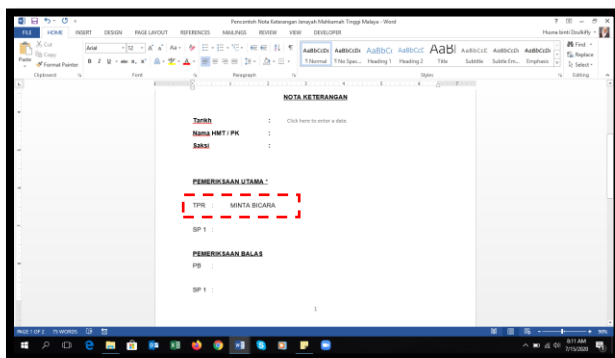 Pencontoh Nota Keterangan Jenayah Mahkamah Tinggi Malaya - Word
FILE HOME INSERT DESIGN PAGE LAYOUT REFERENCES MAILINGS REVIEW VIEW DEVELOPER
Cut
Copy
Format Painter
Paste
Arial 12
AaBbCcDc AaBbCcDc AaBbCc AaBbCcC AaBl AaBbCcC AaBbCcDc AaBbCcDc
¶ Normal ¶ No Spac... Heading 1 Heading 2 Title Subtitle Subtle Em... Emphasis
Find
Replace
Select
Clipboard Font Paragraph Styles Editing
NOTA KETERANGAN
Tarikh : Click here to enter a date.
Nama HMT / PK :
Saksi :
PEMERIKSAAN UTAMA *
TPR : MINTA BICARA
SP 1 :
PEMERIKSAAN BALAS
PB :
SP 1 :
1
PAGE 1 OF 2 75 WORDS
90%
8:11 AM
7/15/2020